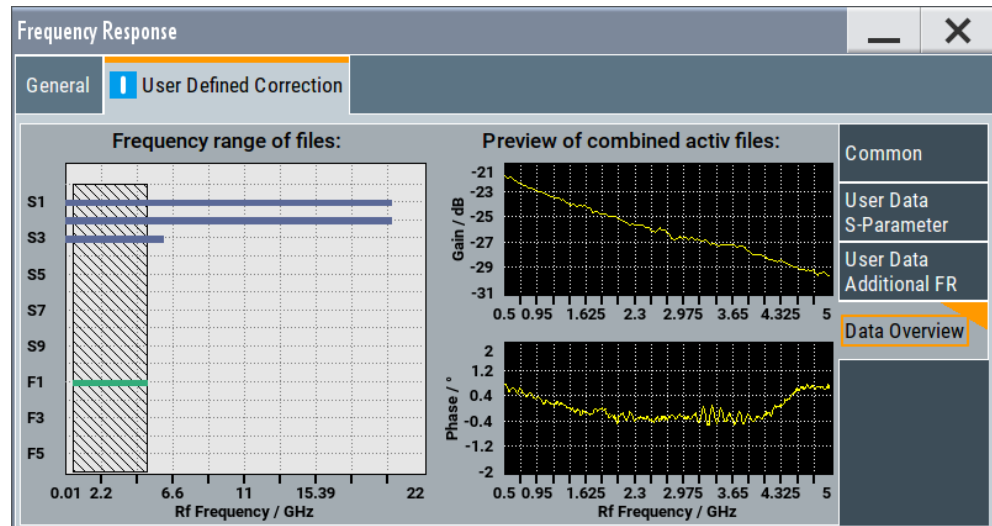 Frequency Response
General
User Defined Correction
Frequency range of files:
S1
S3
S5
S7
S9
F1
F3
F5
0.01 2.2 6.6 11 15.39 22
Rf Frequency / GHz
Preview of combined activ files:
Gain / dB
-21
-23
-25
-27
-29
-31
0.5 0.95 1.625 2.3 2.975 3.65 4.325 5
Phase / °
2
1.2
0.4
-0.4
-1.2
-2
0.5 0.95 1.625 2.3 2.975 3.65 4.325 5
Rf Frequency / GHz
Common
User Data
S-Parameter
User Data
Additional FR
Data Overview